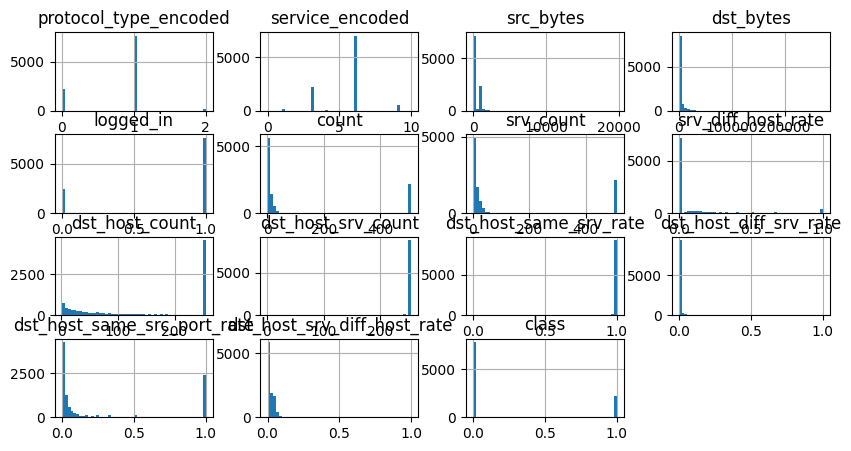 protocol_type_encoded service_encoded src_bytes dst_bytes
5000 5000 5000 5000
0 0 0 0
0 1 2 0 5 10 0 10000 20000 0 100000 200000
logged_in count srv_count srv_diff_host_rate
5000 5000 5000 5000
0 0 0 0
0.0 0.5 1.0 0 200 400 0 200 400 0.0 0.5 1.0
dst_host_count dst_host_srv_count dst_host_same_srv_rate dst_host_diff_srv_rate
2500 5000 5000 5000
0 0 0 0
0 100 200 0 100 200 0.0 0.5 1.0 0.0 0.5 1.0
dst_host_same_src_port_rate dst_host_srv_diff_host_rate class
2500 5000 5000
0 0 0
0.0 0.5 1.0 0.0 0.5 1.0 0.0 0.5 1.0